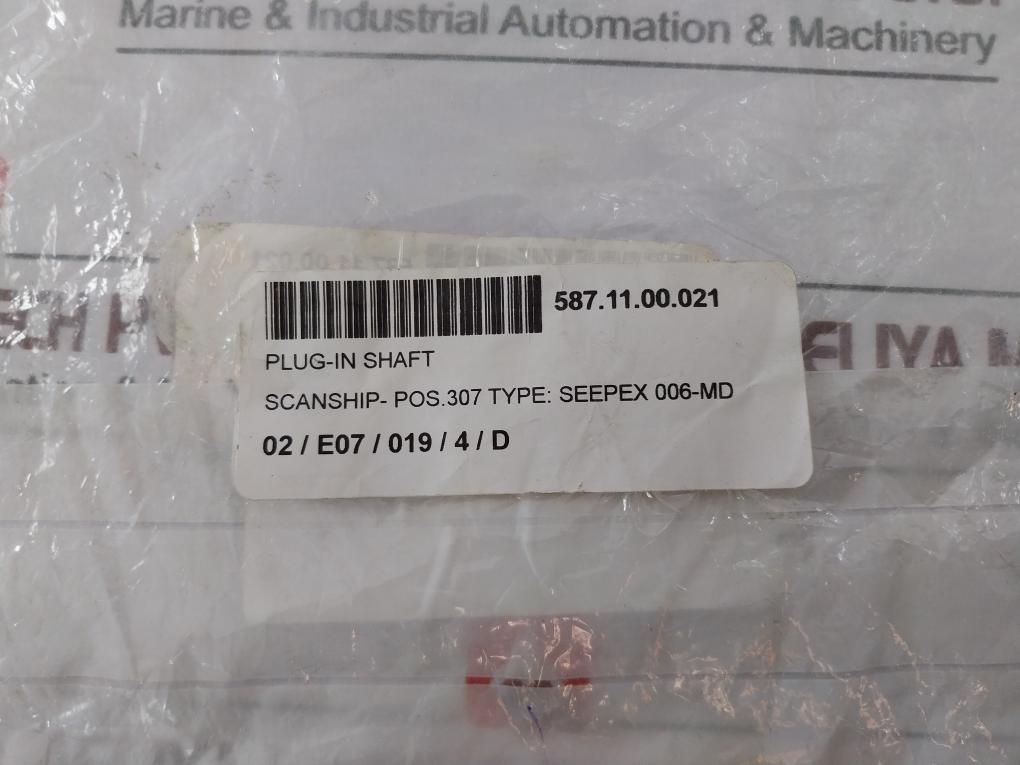 Marine & Industrial Automation & Machinery
587.11.00.021
PLUG-IN SHAFT
SCANSHIP- POS.307 TYPE: SEEPEX 006-MD
02 / E07 / 019 / 4 / D